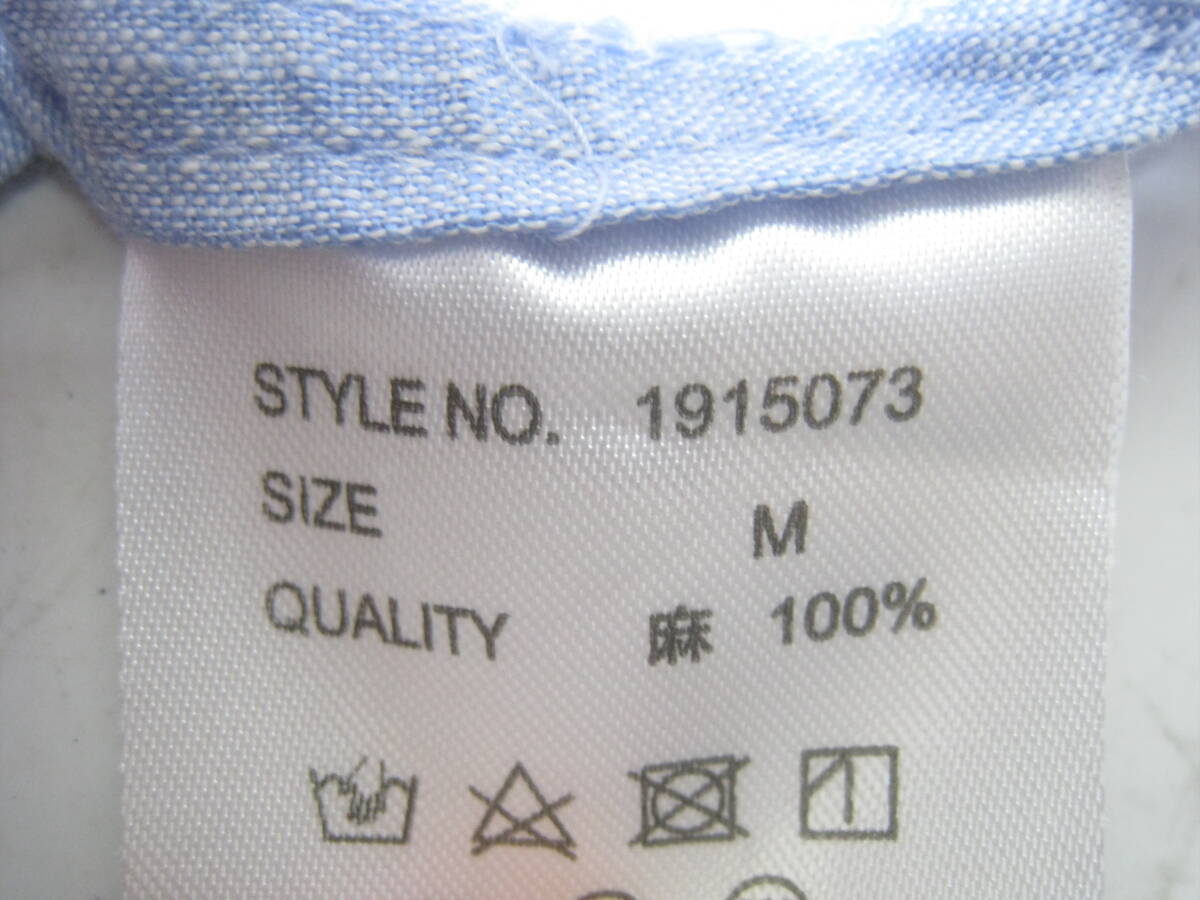 STYLE NO. 1915073
SIZE M
QUALITY 麻 100%